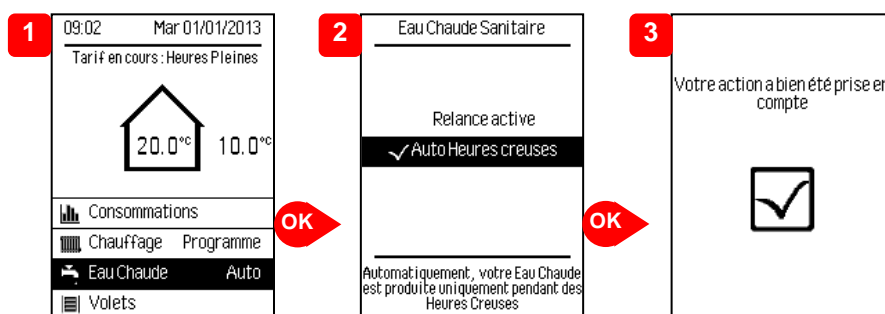 1
09:02 Mar 01/01/2013
Tarif en cours : Heures Pleines
20.0°c 10.0°c
Consommations
Chauffage Programme
Eau Chaude Auto
Volets
OK
2
Eau Chaude Sanitaire
Relance active
Auto Heures creuses
Automatiquement, votre Eau Chaude
est produite uniquement pendant des
Heures Creuses
OK
3
Votre action a bien été prise en
compte